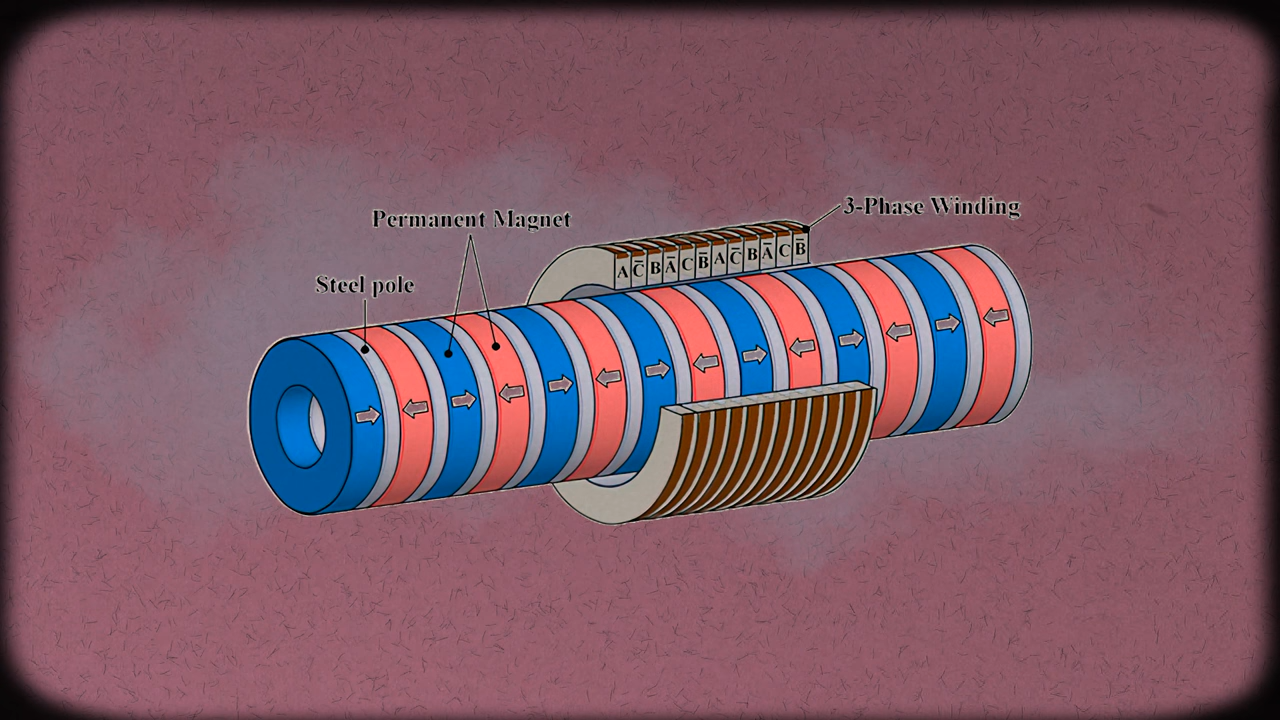 3-Phase Winding
Permanent Magnet
Steel pole
A C̅ B A̅ C B̅ A C̅ B A̅ C B̅